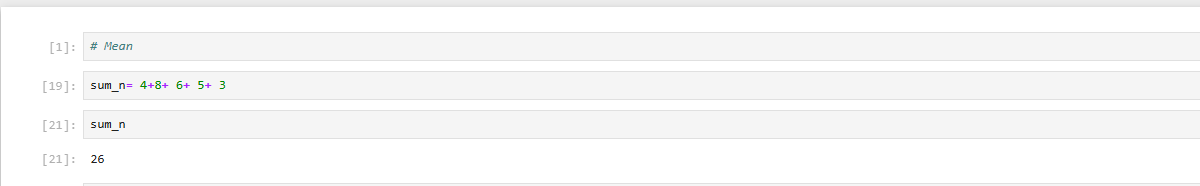 [1]: # Mean
[19]: sum_n= 4+8+ 6+ 5+ 3
[21]: sum_n
[21]: 26